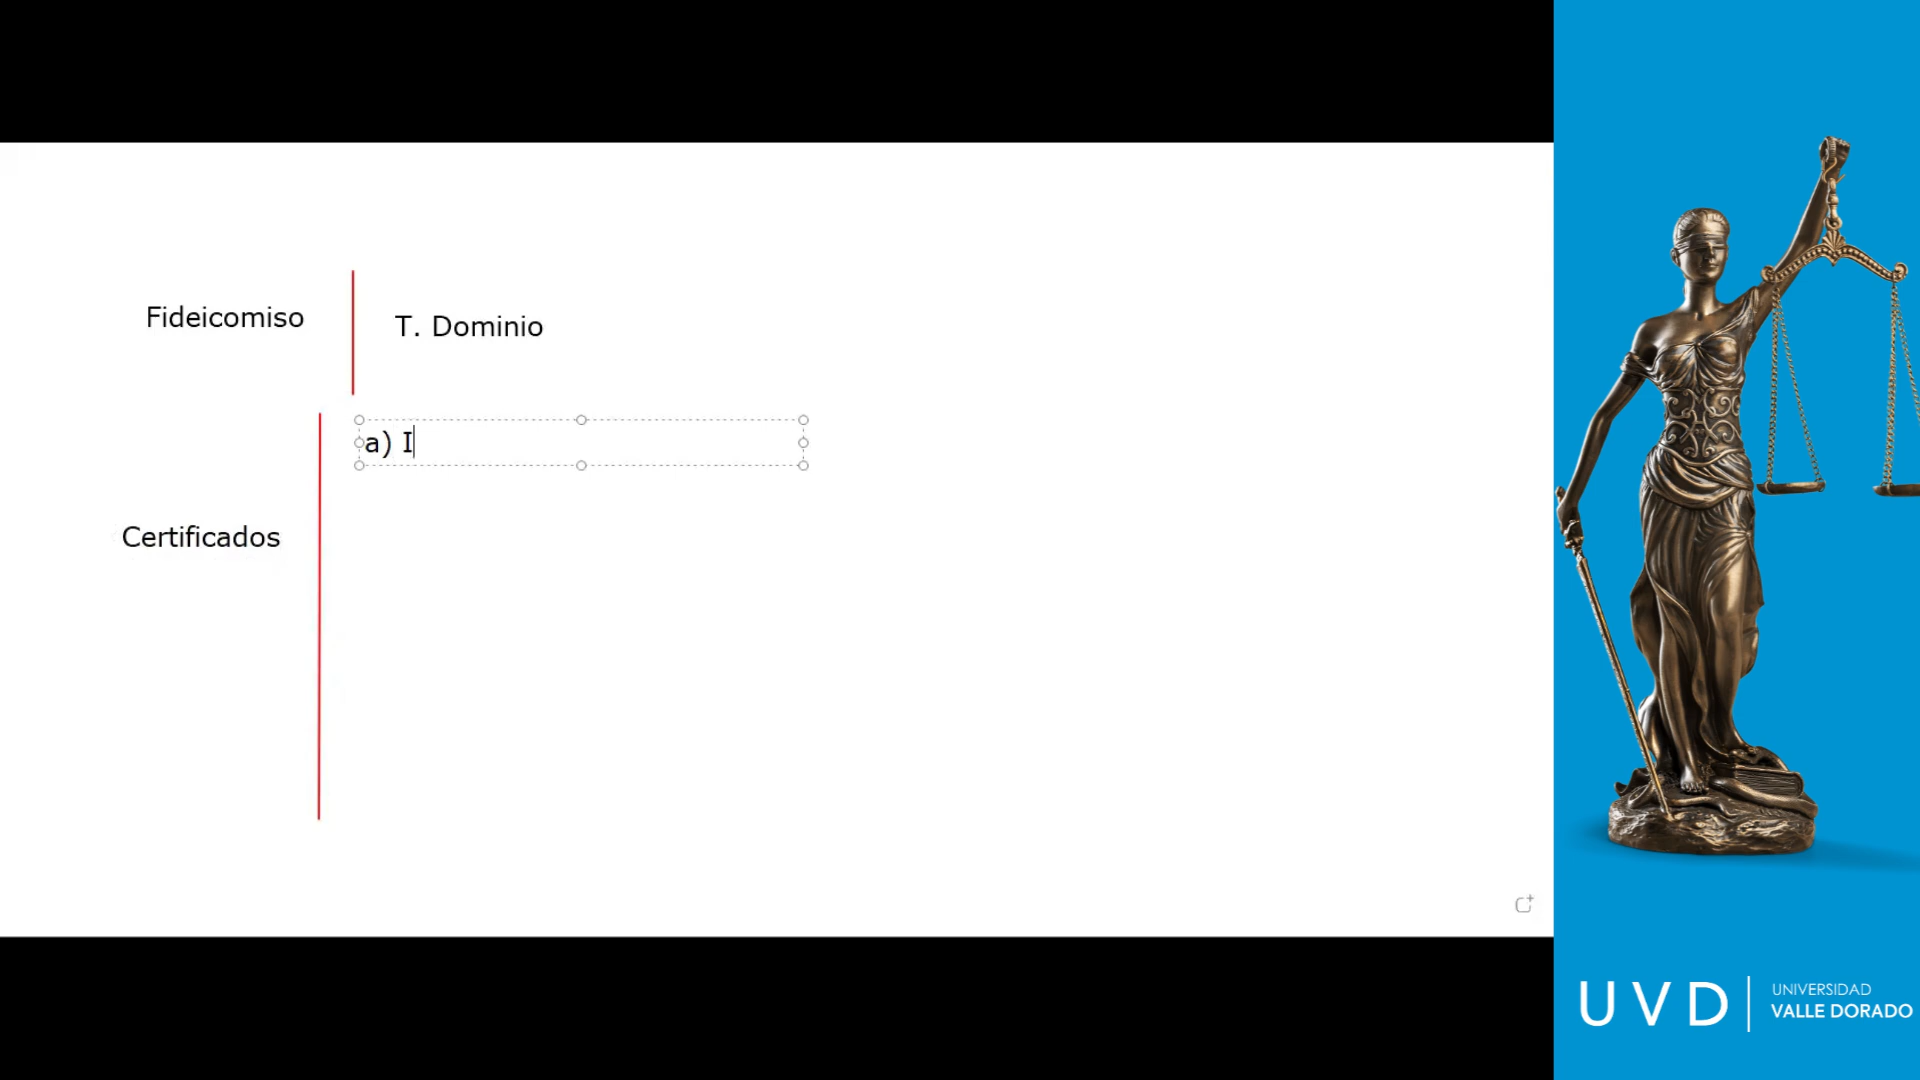 Fideicomiso
T. Dominio
a) I
Certificados
UVD
UNIVERSIDAD
VALLE DORADO